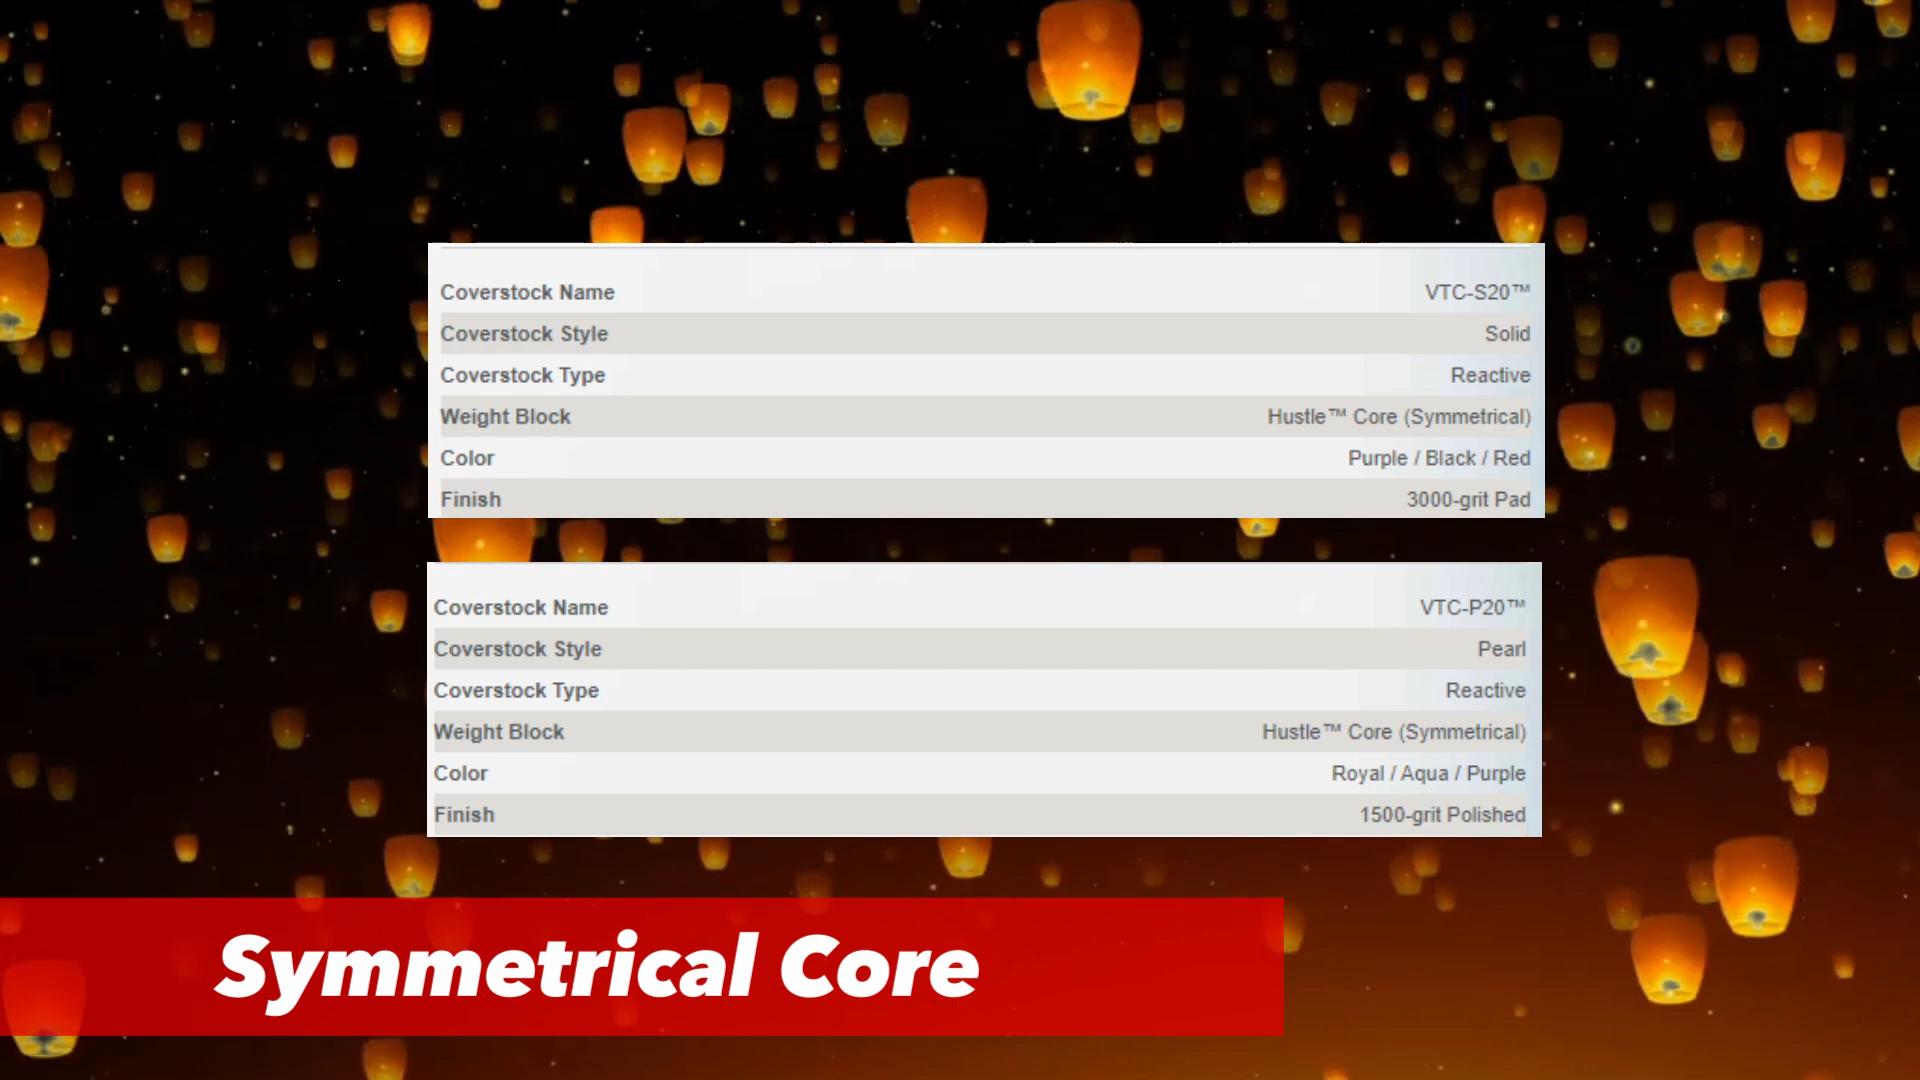 Coverstock Name VTC-S20™
Coverstock Style Solid
Coverstock Type Reactive
Weight Block Hustle™ Core (Symmetrical)
Color Purple / Black / Red
Finish 3000-grit Pad
Coverstock Name VTC-P20™
Coverstock Style Pearl
Coverstock Type Reactive
Weight Block Hustle™ Core (Symmetrical)
Color Royal / Aqua / Purple
Finish 1500-grit Polished
Symmetrical Core